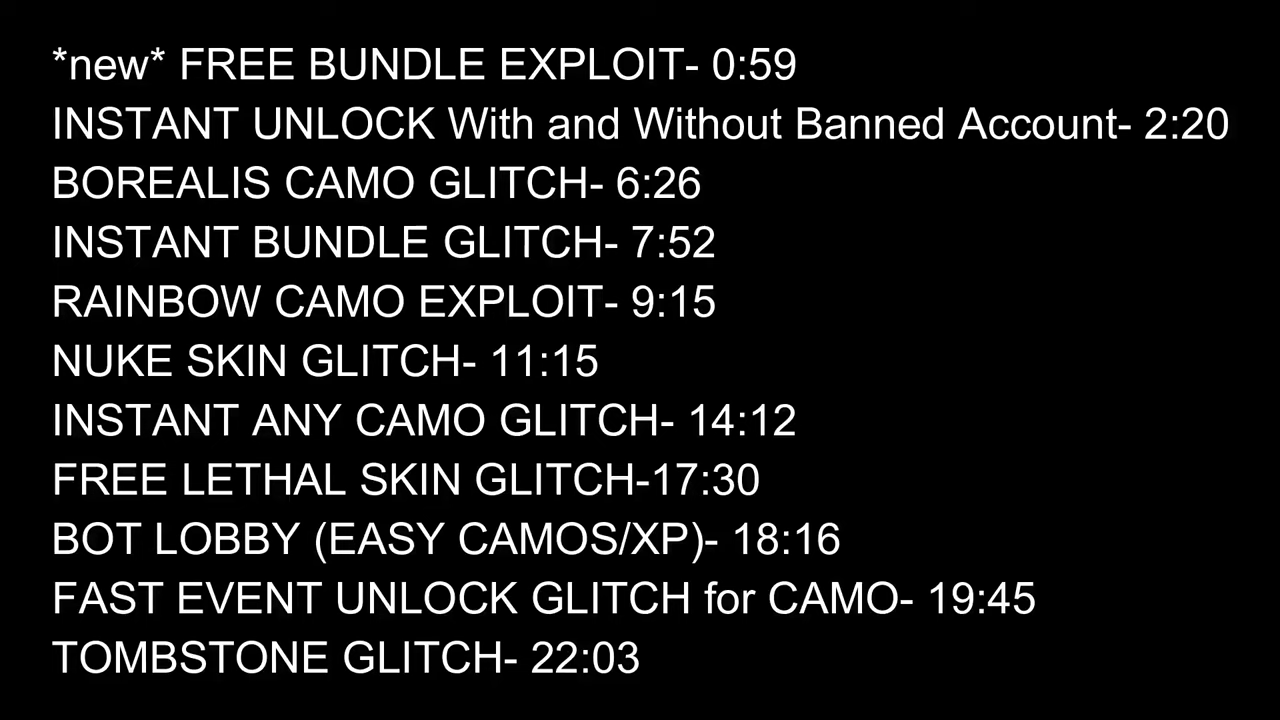 *new* FREE BUNDLE EXPLOIT- 0:59
INSTANT UNLOCK With and Without Banned Account- 2:20
BOREALIS CAMO GLITCH- 6:26
INSTANT BUNDLE GLITCH- 7:52
RAINBOW CAMO EXPLOIT- 9:15
NUKE SKIN GLITCH- 11:15
INSTANT ANY CAMO GLITCH- 14:12
FREE LETHAL SKIN GLITCH-17:30
BOT LOBBY (EASY CAMOS/XP)- 18:16
FAST EVENT UNLOCK GLITCH for CAMO- 19:45
TOMBSTONE GLITCH- 22:03